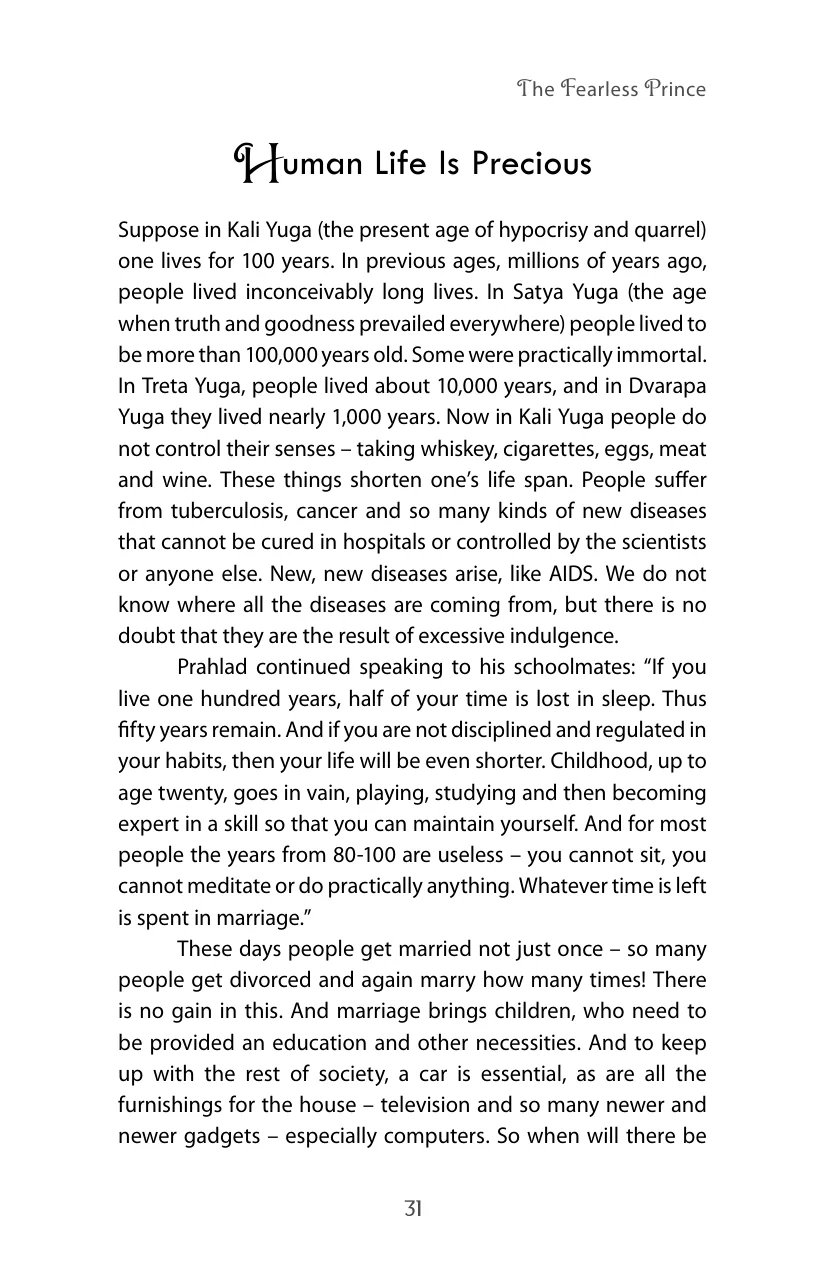 The Fearless Prince
Human Life Is Precious
Suppose in Kali Yuga (the present age of hypocrisy and quarrel)
one lives for 100 years. In previous ages, millions of years ago,
people lived inconceivably long lives. In Satya Yuga (the age
when truth and goodness prevailed everywhere) people lived to
be more than 100,000 years old. Some were practically immortal.
In Treta Yuga, people lived about 10,000 years, and in Dvarapa
Yuga they lived nearly 1,000 years. Now in Kali Yuga people do
not control their senses – taking whiskey, cigarettes, eggs, meat
and wine. These things shorten one’s life span. People suffer
from tuberculosis, cancer and so many kinds of new diseases
that cannot be cured in hospitals or controlled by the scientists
or anyone else. New, new diseases arise, like AIDS. We do not
know where all the diseases are coming from, but there is no
doubt that they are the result of excessive indulgence.
Prahlad continued speaking to his schoolmates: “If you
live one hundred years, half of your time is lost in sleep. Thus
fifty years remain. And if you are not disciplined and regulated in
your habits, then your life will be even shorter. Childhood, up to
age twenty, goes in vain, playing, studying and then becoming
expert in a skill so that you can maintain yourself. And for most
people the years from 80-100 are useless – you cannot sit, you
cannot meditate or do practically anything. Whatever time is left
is spent in marriage.”
These days people get married not just once – so many
people get divorced and again marry how many times! There
is no gain in this. And marriage brings children, who need to
be provided an education and other necessities. And to keep
up with the rest of society, a car is essential, as are all the
furnishings for the house – television and so many newer and
newer gadgets – especially computers. So when will there be
31